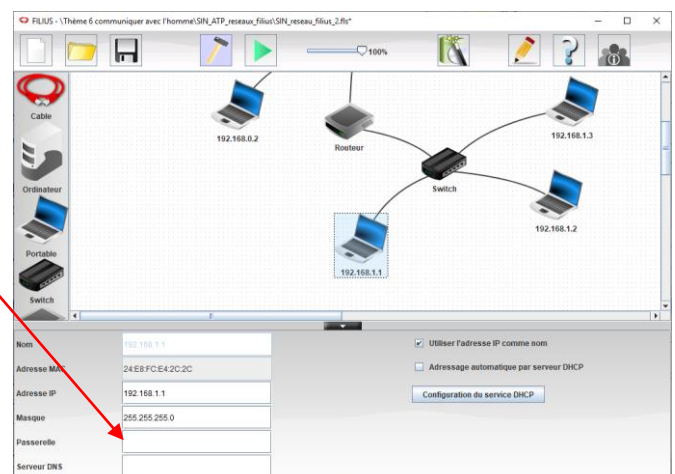 FILIUS - \Thème 6 communiquer avec l'homme\SIN_ATP_reseaux_filius\SIN_reseau_filius_2.fls*
100%
Cable
Ordinateur
Portable
Switch
192.168.0.2
Routeur
192.168.1.3
Switch
192.168.1.2
192.168.1.1
Nom
192.168.1.1
Utiliser l'adresse IP comme nom
Adresse MAC
24:E8:FC:E4:2C:2C
Adressage automatique par serveur DHCP
Adresse IP
192.168.1.1
Configuration du service DHCP
Masque
255.255.255.0
Passerelle
Serveur DNS